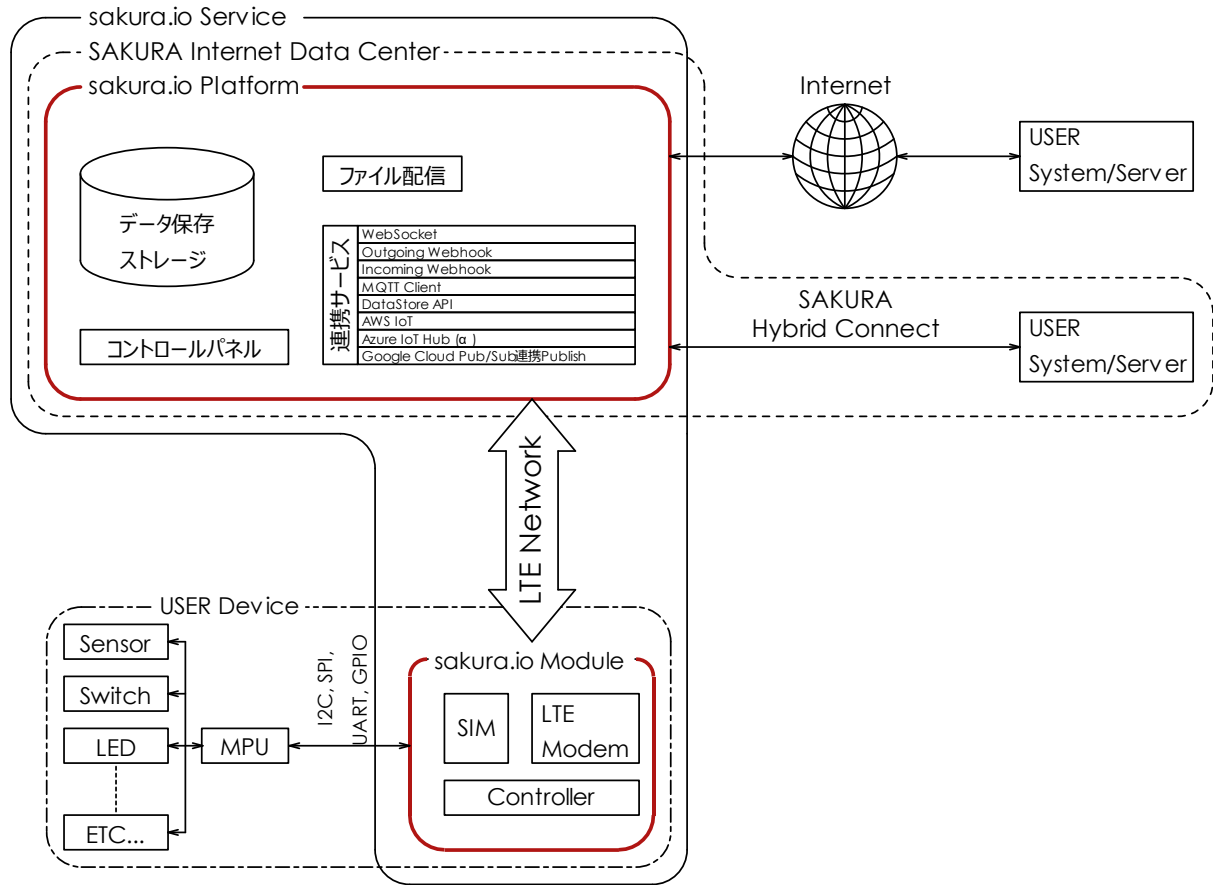 sakura.io Service
SAKURA Internet Data Center
sakura.io Platform
データ保存
ストレージ
コントロールパネル
ファイル配信
連携サービス
WebSocket
Outgoing Webhook
Incoming Webhook
MQTT Client
DataStore API
AWS IoT
Azure IoT Hub (α)
Google Cloud Pub/Sub連携Publish
Internet
USER
System/Server
SAKURA
Hybrid Connect
USER
System/Server
LTE Network
USER Device
Sensor
Switch
LED
ETC...
MPU
I2C, SPI,
UART, GPIO
sakura.io Module
SIM
LTE
Modem
Controller